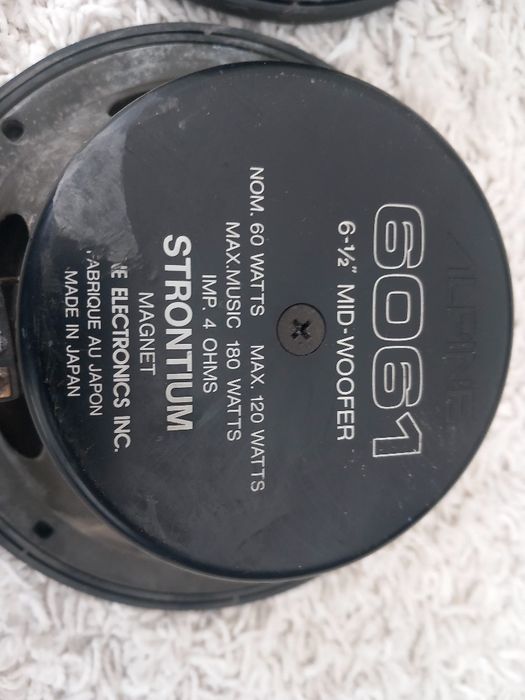 ALPINE
6061
6-½" MID-WOOFER
NOM. 60 WATTS MAX. 120 WATTS
MAX.MUSIC 180 WATTS
IMP. 4 OHMS
STRONTIUM
MAGNET
NE ELECTRONICS INC.
FABRIQUE AU JAPON
MADE IN JAPAN